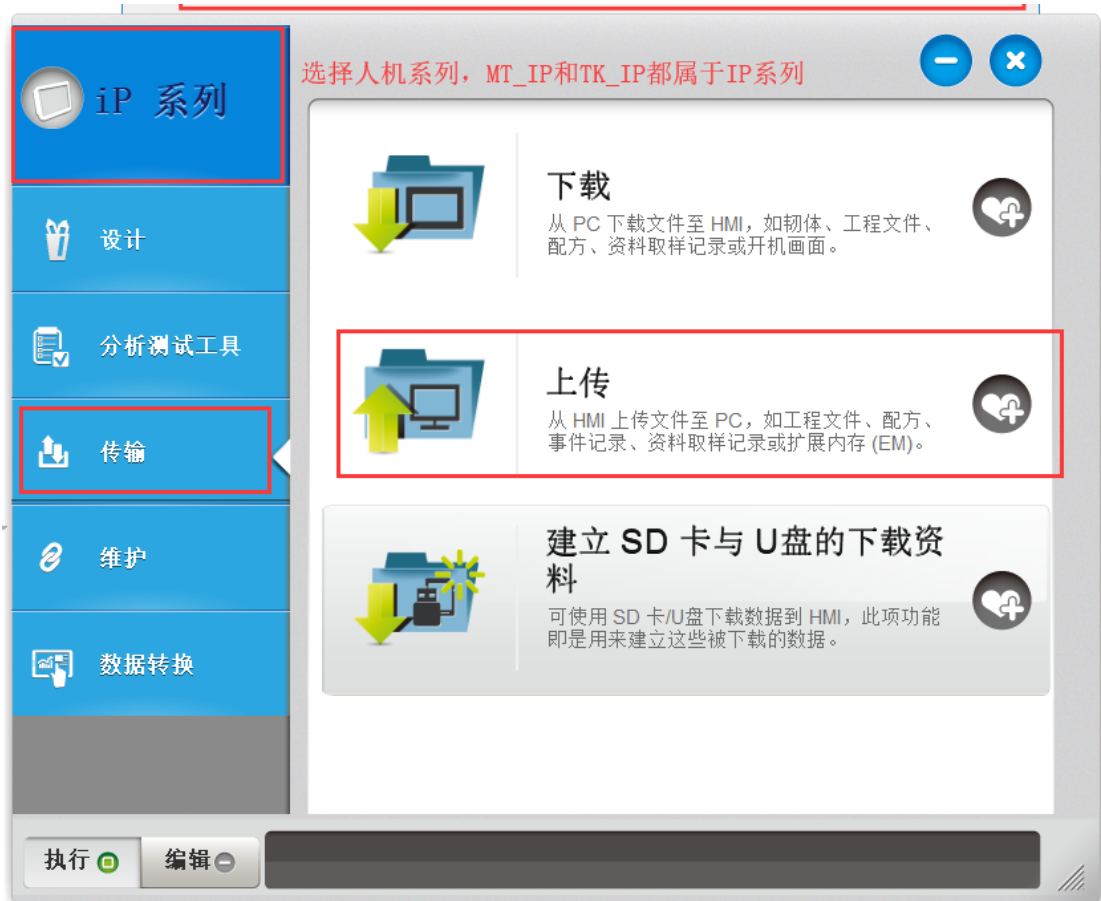 iP 系列
选择人机系列，MT_IP和TK_IP都属于IP系列
设计
分析测试工具
传输
维护
数据转换
下载
从 PC 下载文件至 HMI，如韧体、工程文件、
配方、资料取样记录或开机画面。
上传
从 HMI 上传文件至 PC，如工程文件、配方、
事件记录、资料取样记录或扩展内存 (EM)。
建立 SD 卡与 U盘的下载资
料
可使用 SD 卡/U盘下载数据到 HMI，此项功能
即是用来建立这些被下载的数据。
执行
编辑